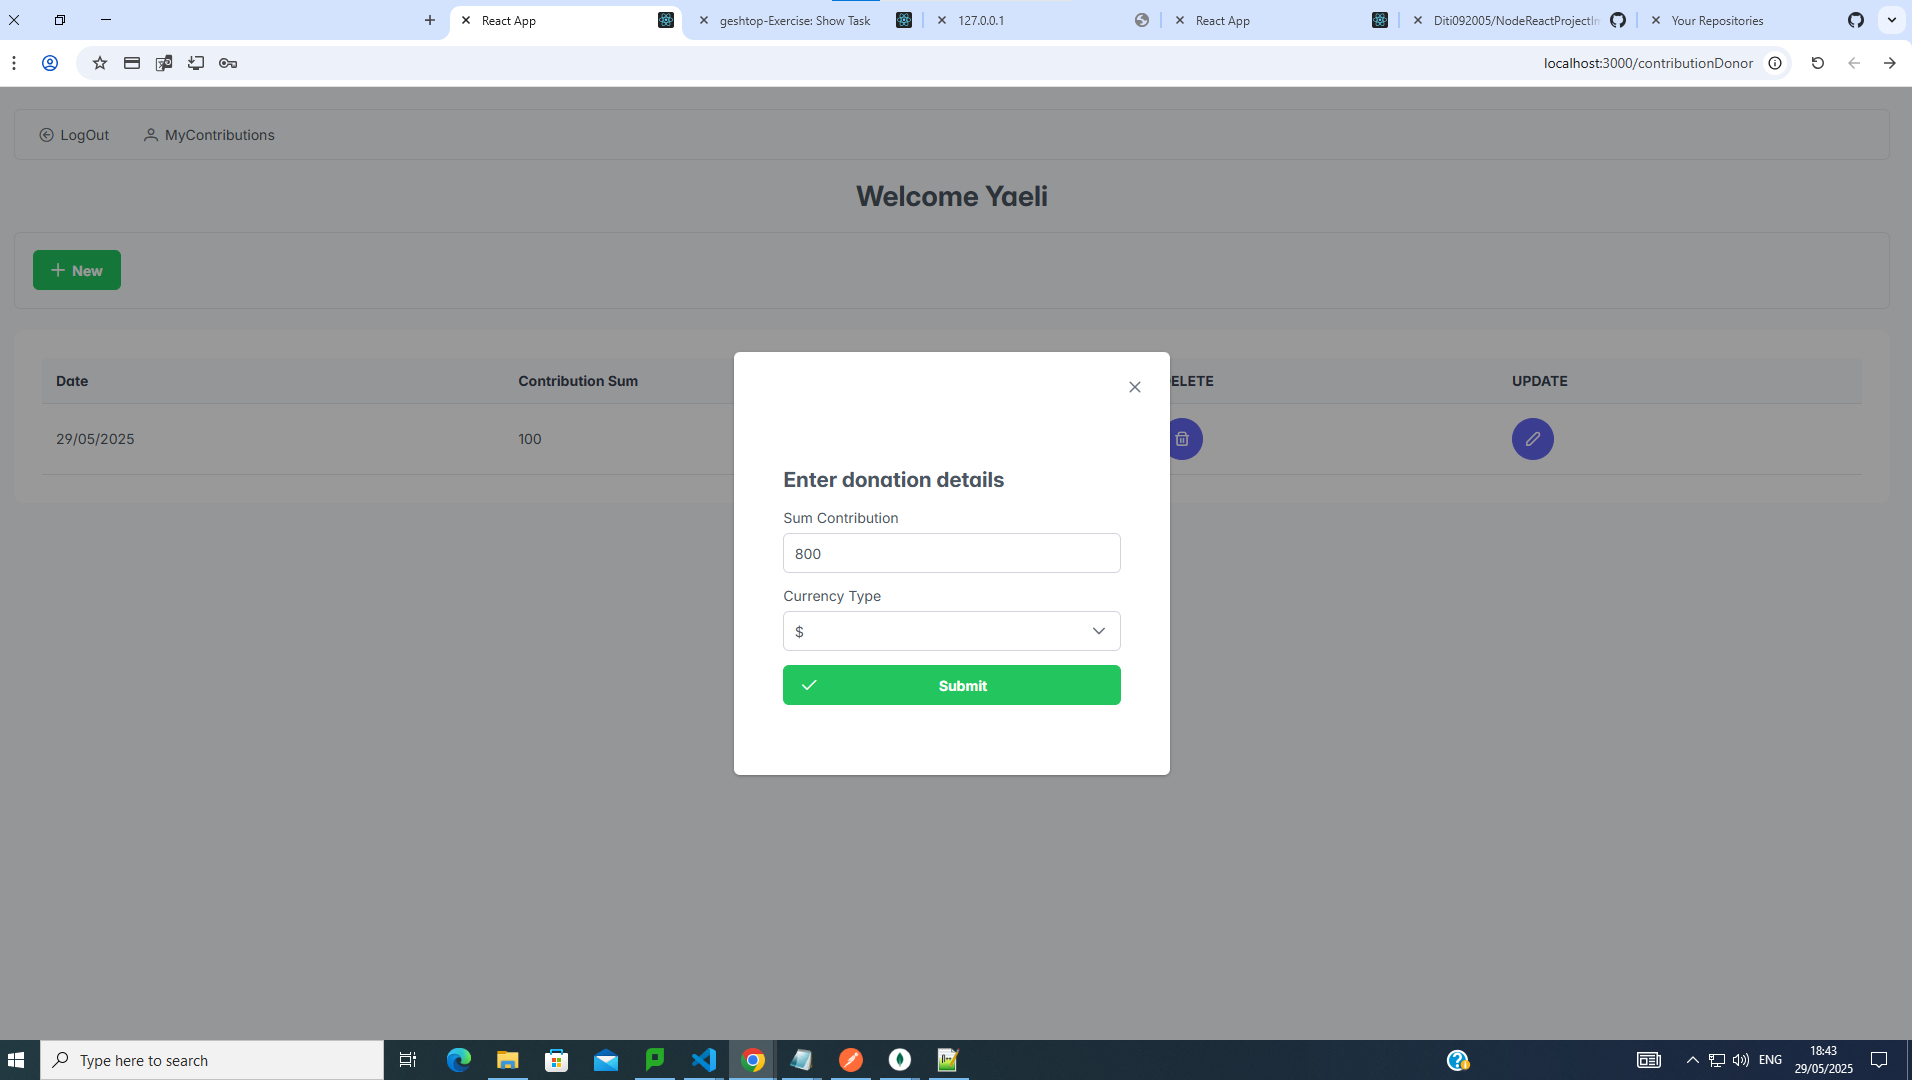 React App
geshtop-Exercise: Show Task
127.0.0.1
React App
Diti092005/NodeReactProjectIm
Your Repositories
localhost:3000/contributionDonor
LogOut
MyContributions
Welcome Yaeli
New
Date
Contribution Sum
ELETE
UPDATE
29/05/2025
100
Enter donation details
Sum Contribution
800
Currency Type
$
Submit
Type here to search
ENG
18:43
29/05/2025